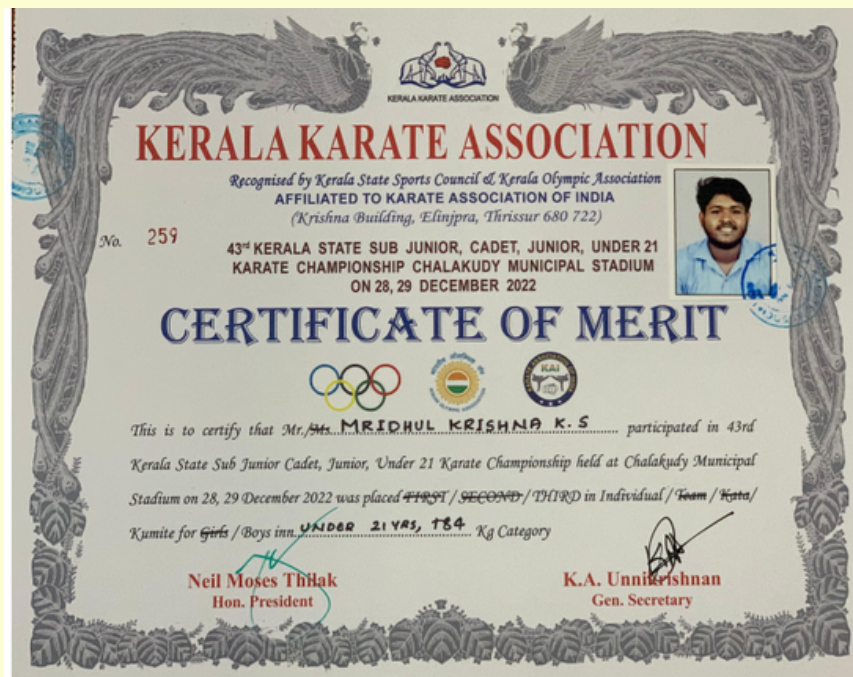 KERALA KARATE ASSOCIATION
KERALA KARATE ASSOCIATION
Recognised by Kerala State Sports Council & Kerala Olympic Association
AFFILIATED TO KARATE ASSOCIATION OF INDIA
(Krishna Building, Elinjpra, Thrissur 680 722)
No. 259
43rd KERALA STATE SUB JUNIOR, CADET, JUNIOR, UNDER 21
KARATE CHAMPIONSHIP CHALAKUDY MUNICIPAL STADIUM
ON 28, 29 DECEMBER 2022
CERTIFICATE OF MERIT
KAI
This is to certify that Mr./Ms. MRIDHUL KRISHNA K.S participated in 43rd
Kerala State Sub Junior Cadet, Junior, Under 21 Karate Championship held at Chalakudy Municipal
Stadium on 28, 29 December 2022 was placed FIRST / SECOND / THIRD in Individual / Team / Kata /
Kumite for Girls / Boys inn UNDER 21 YRS, +84 Kg Category
Neil Moses Thilak
Hon. President
K.A. Unnikrishnan
Gen. Secretary